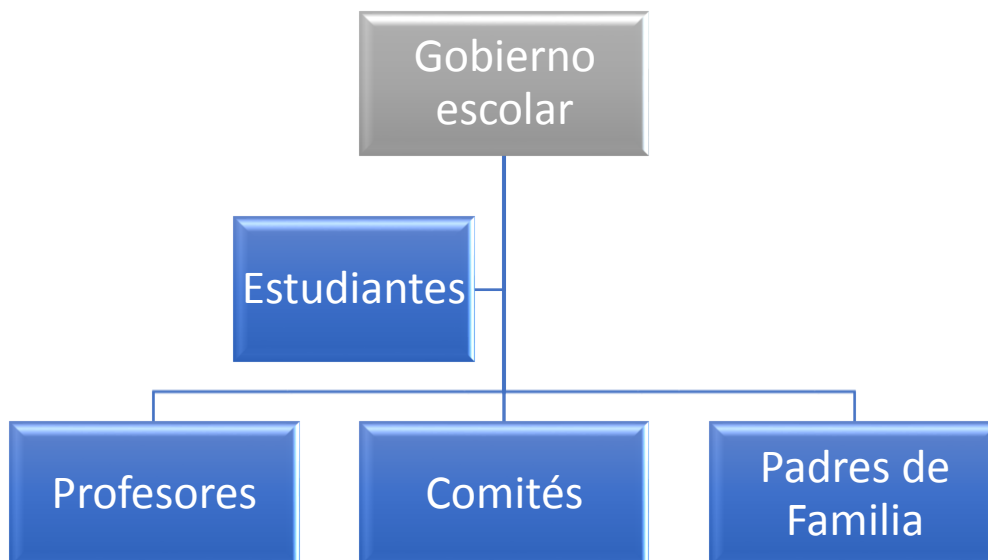 Gobierno
escolar
Estudiantes
Profesores
Comités
Padres de
Familia